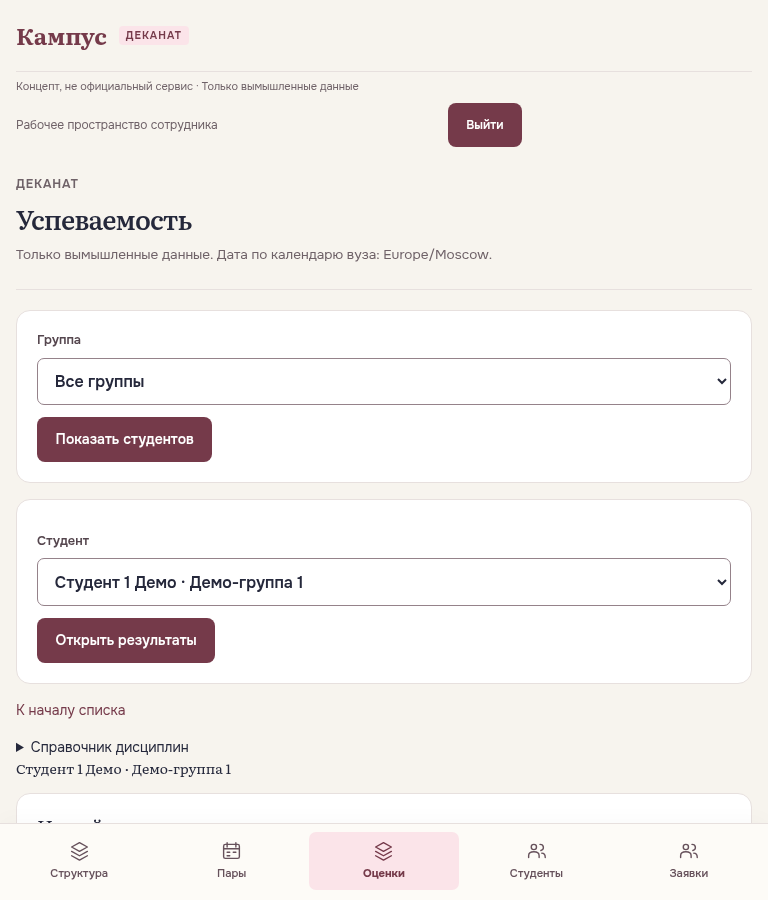 Кампус ДЕКАНАТ
Концепт, не официальный сервис · Только вымышленные данные
Рабочее пространство сотрудника Выйти
ДЕКАНАТ
Успеваемость
Только вымышленные данные. Дата по календарю вуза: Europe/Moscow.
Группа
Все группы
Показать студентов
Студент
Студент 1 Демо · Демо-группа 1
Открыть результаты
К началу списка
Справочник дисциплин
Студент 1 Демо · Демо-группа 1
Структура Пары Оценки Студенты Заявки